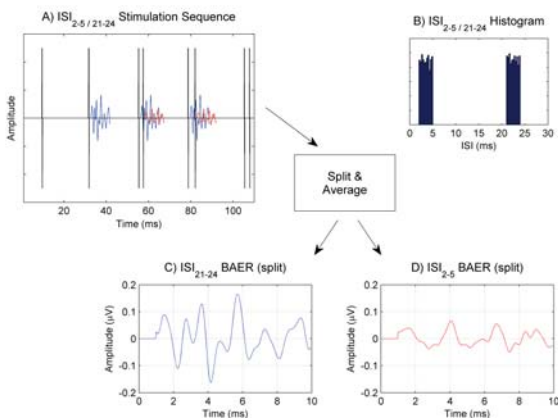 A) ISI2-5 / 21-24 Stimulation Sequence
Amplitude
20 40 60 80 100
Time (ms)
B) ISI2-5 / 21-24 Histogram
0 10 20 30
ISI (ms)
Split &
Average
C) ISI21-24 BAER (split)
Amplitude (µV)
0.2
0.1
0
-0.1
-0.2
0 2 4 6 8 10
Time (ms)
D) ISI2-5 BAER (split)
Amplitude (µV)
0.2
0.1
0
-0.1
-0.2
0 2 4 6 8 10
Time (ms)